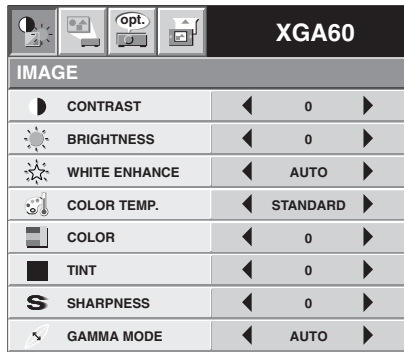 opt.
XGA60
IMAGE
CONTRAST 0
BRIGHTNESS 0
WHITE ENHANCE AUTO
COLOR TEMP. STANDARD
COLOR 0
TINT 0
S SHARPNESS 0
GAMMA MODE AUTO